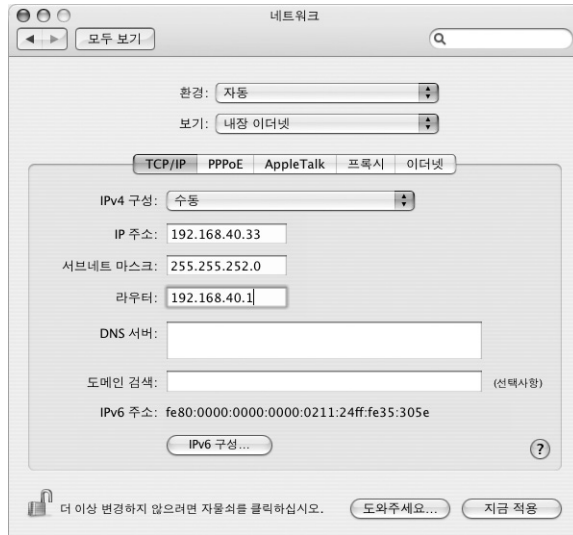 네트워크
모두 보기
환경: 자동
보기: 내장 이더넷
TCP/IP PPPoE AppleTalk 프록시 이더넷
IPv4 구성: 수동
IP 주소: 192.168.40.33
서브네트 마스크: 255.255.252.0
라우터: 192.168.40.1
DNS 서버:
도메인 검색: (선택사항)
IPv6 주소: fe80:0000:0000:0000:0211:24ff:fe35:305e
IPv6 구성... ?
더 이상 변경하지 않으려면 자물쇠를 클릭하십시오. 도와주세요... 지금 적용